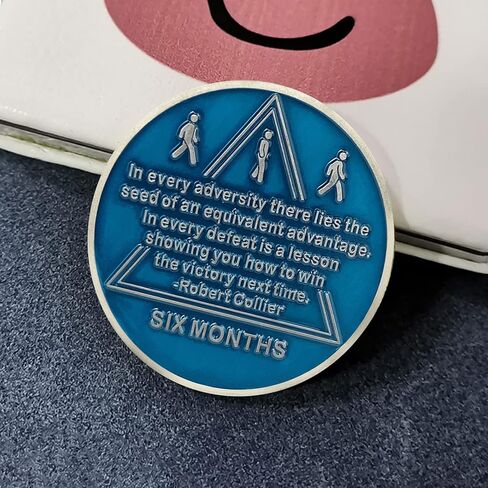 In every adversity there lies the
seed of an equivalent advantage.
In every defeat is a lesson
showing you how to win
the victory next time.
-Robert Collier
SIX MONTHS